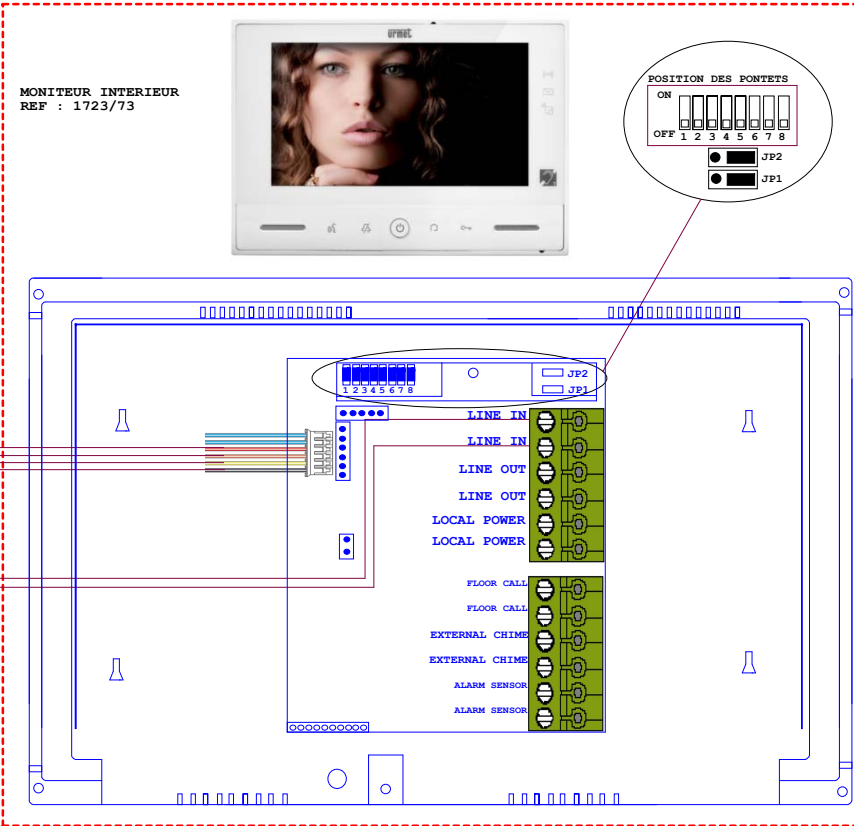 urmet
MONITEUR INTERIEUR
REF : 1723/73
POSITION DES PONTETS
ON
OFF 1 2 3 4 5 6 7 8
JP2
JP1
1 2 3 4 5 6 7 8
JP2
JP1
LINE IN
LINE IN
LINE OUT
LINE OUT
LOCAL POWER
LOCAL POWER
FLOOR CALL
FLOOR CALL
EXTERNAL CHIME
EXTERNAL CHIME
ALARM SENSOR
ALARM SENSOR